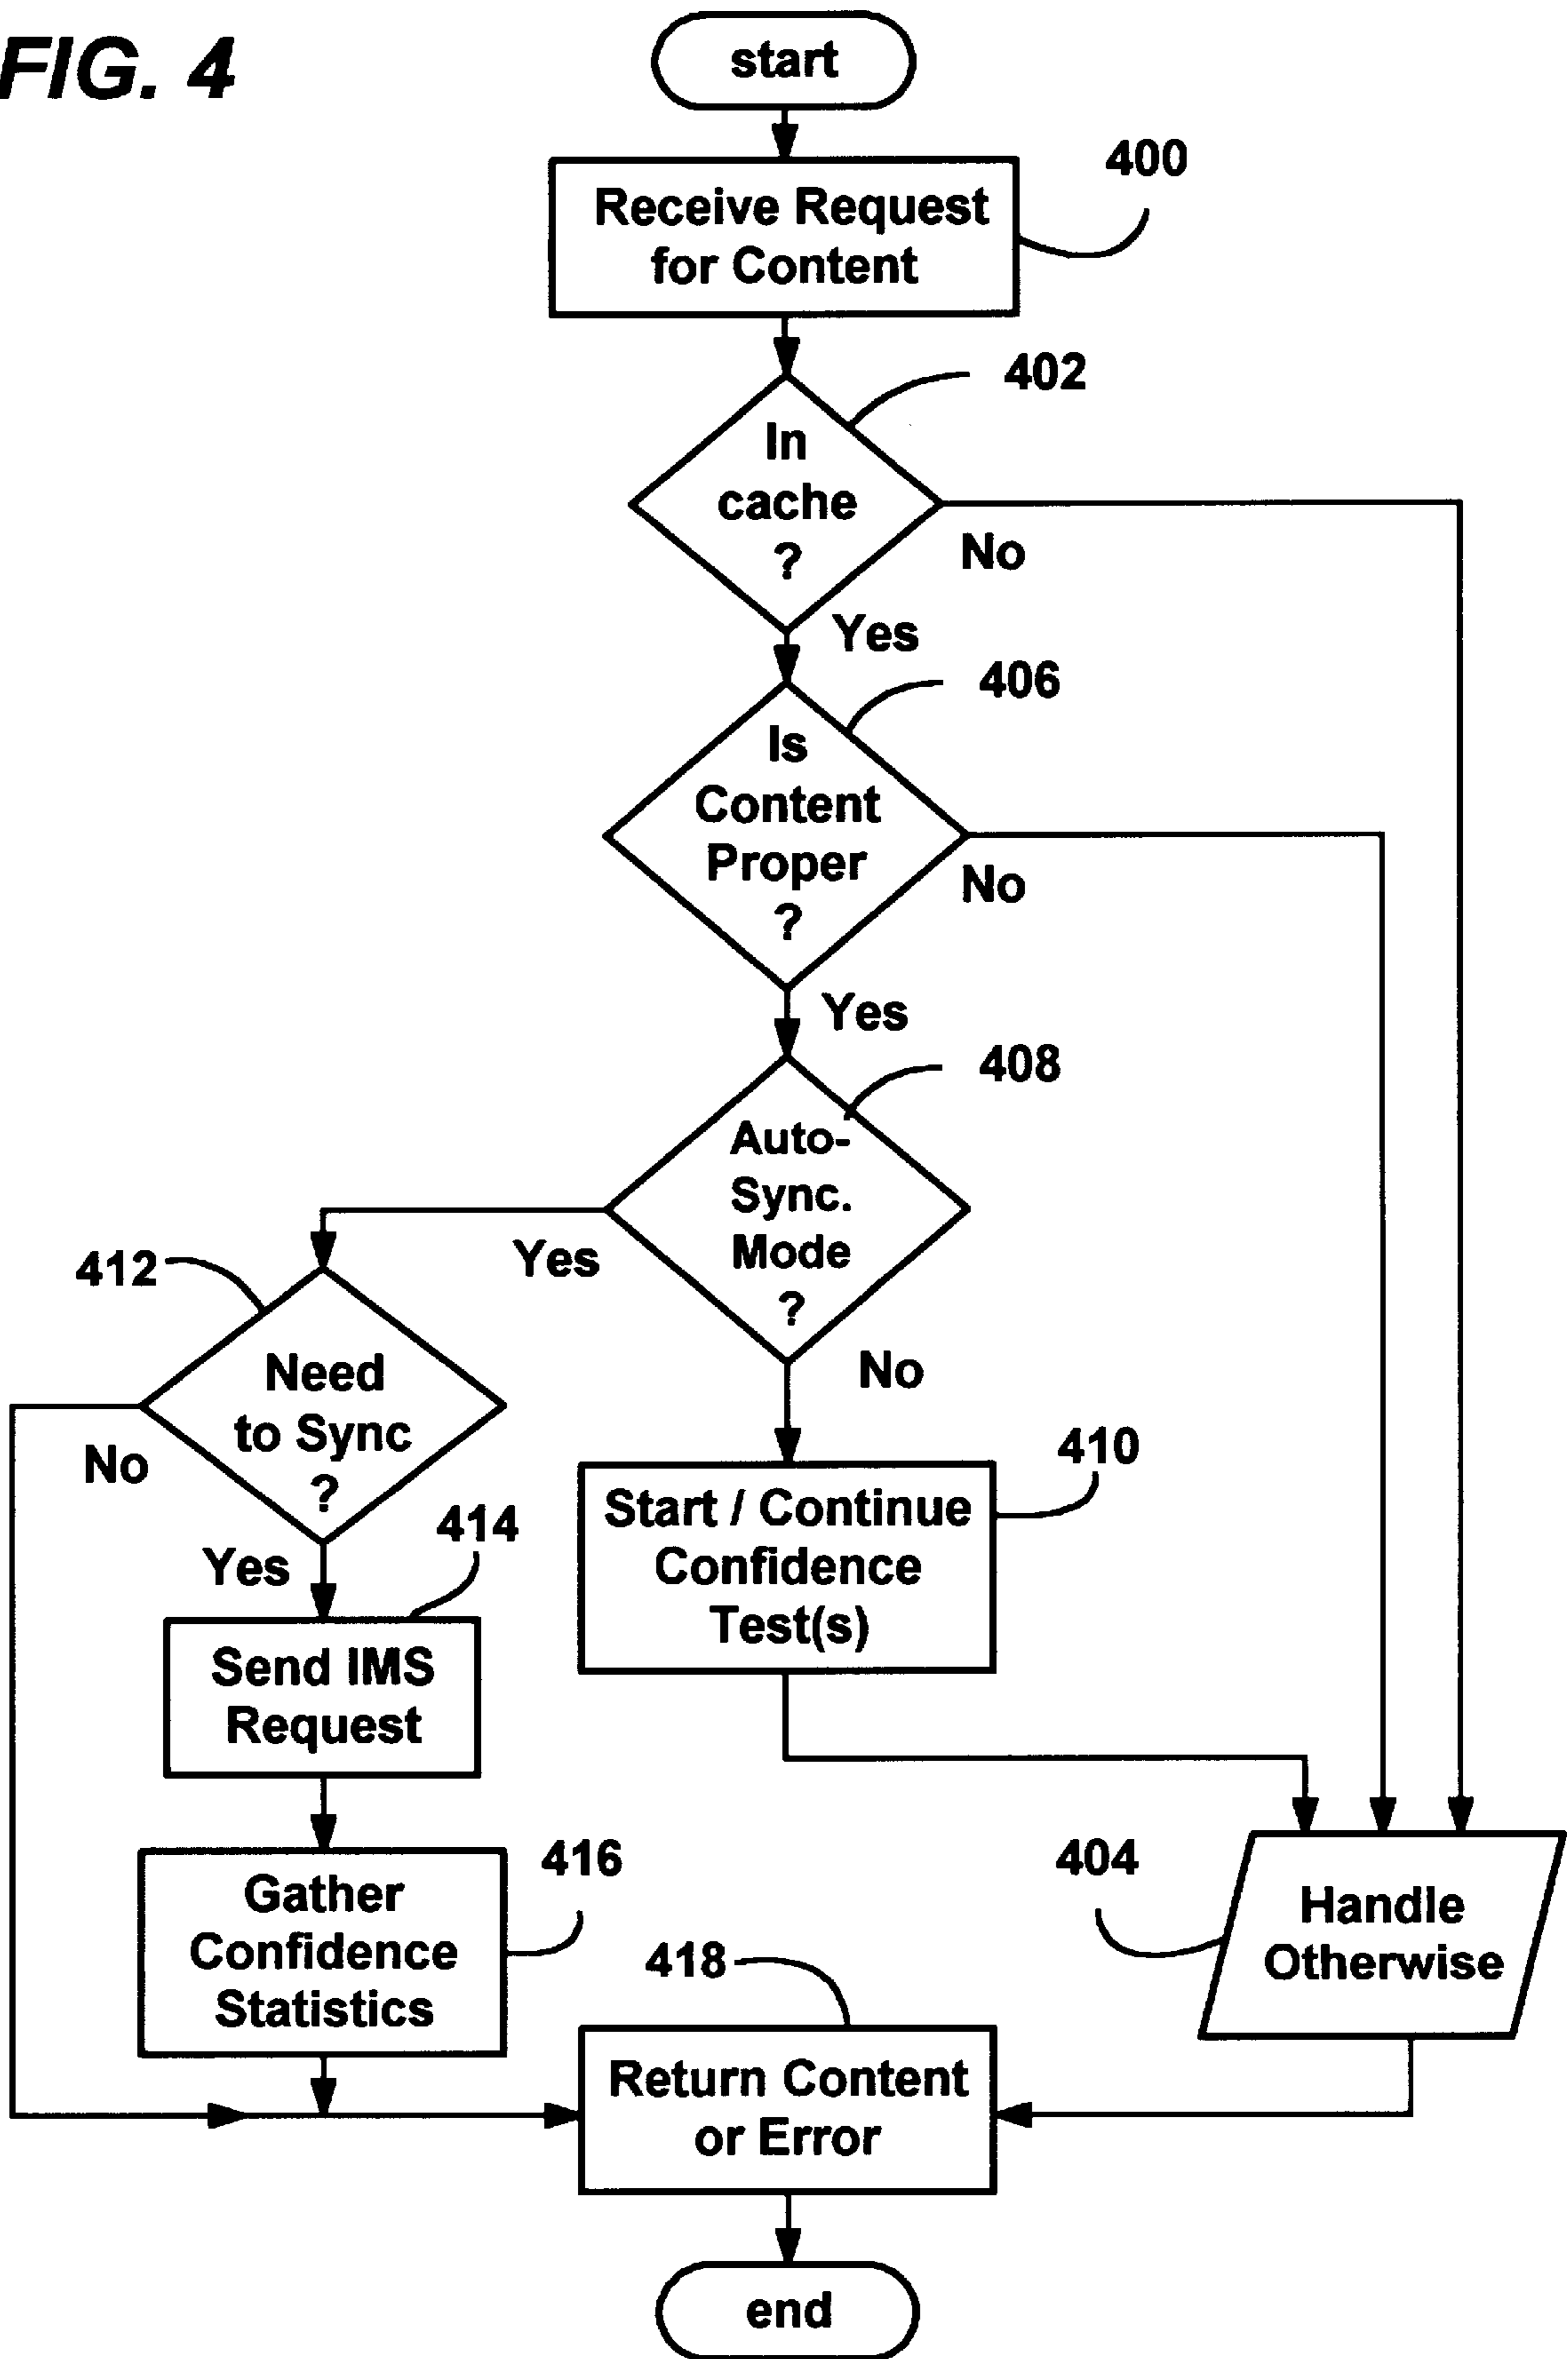 FIG. 4
start
400
Receive Request
for Content
402
In
cache
?
No
Yes
406
Is
Content
Proper
?
No
Yes
408
Auto-
Sync.
Mode
?
Yes
No
412
Need
to Sync
?
No
Yes
410
Start / Continue
Confidence
Test(s)
414
Send IMS
Request
416
Gather
Confidence
Statistics
404
Handle
Otherwise
418
Return Content
or Error
end